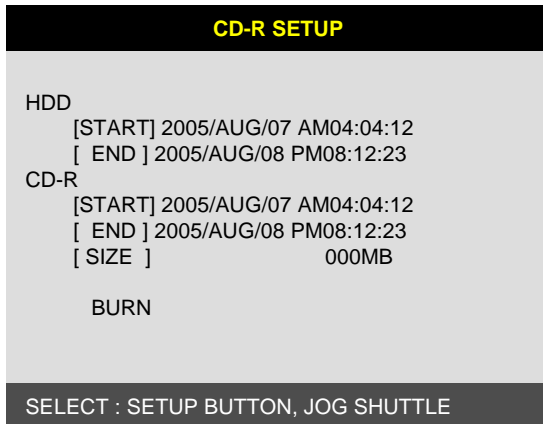 CD-R SETUP
HDD
[START] 2005/AUG/07 AM04:04:12
[  END ] 2005/AUG/08 PM08:12:23
CD-R
[START] 2005/AUG/07 AM04:04:12
[  END ] 2005/AUG/08 PM08:12:23
[ SIZE  ] 000MB
BURN
SELECT : SETUP BUTTON, JOG SHUTTLE